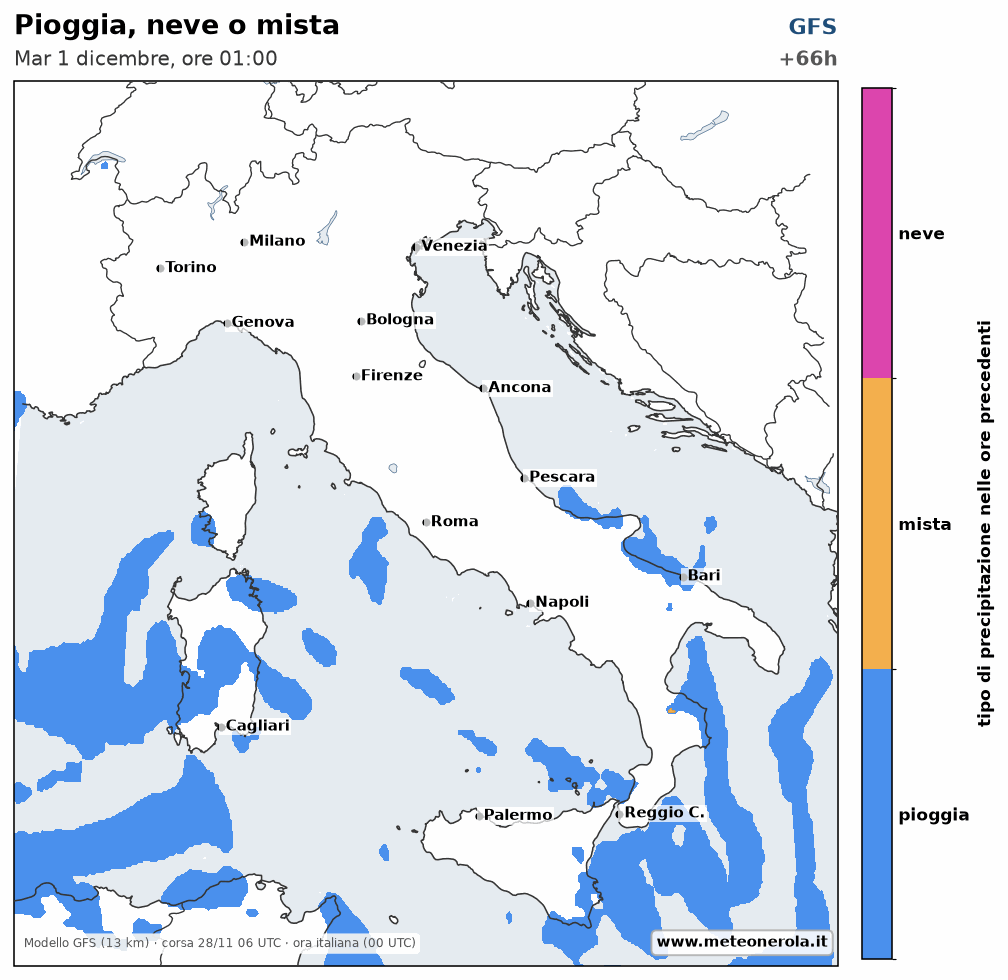 Pioggia, neve o mista
GFS
Mar 1 dicembre, ore 01:00
+66h
neve
Milano
Venezia
Torino
Genova
Bologna
Firenze
Ancona
Pescara
mista
Roma
Bari
Napoli
tipo di precipitazione nelle ore precedenti
Cagliari
Palermo
Reggio C.
pioggia
Modello GFS (13 km) · corsa 28/11 06 UTC · ora italiana (00 UTC)
www.meteonerola.it